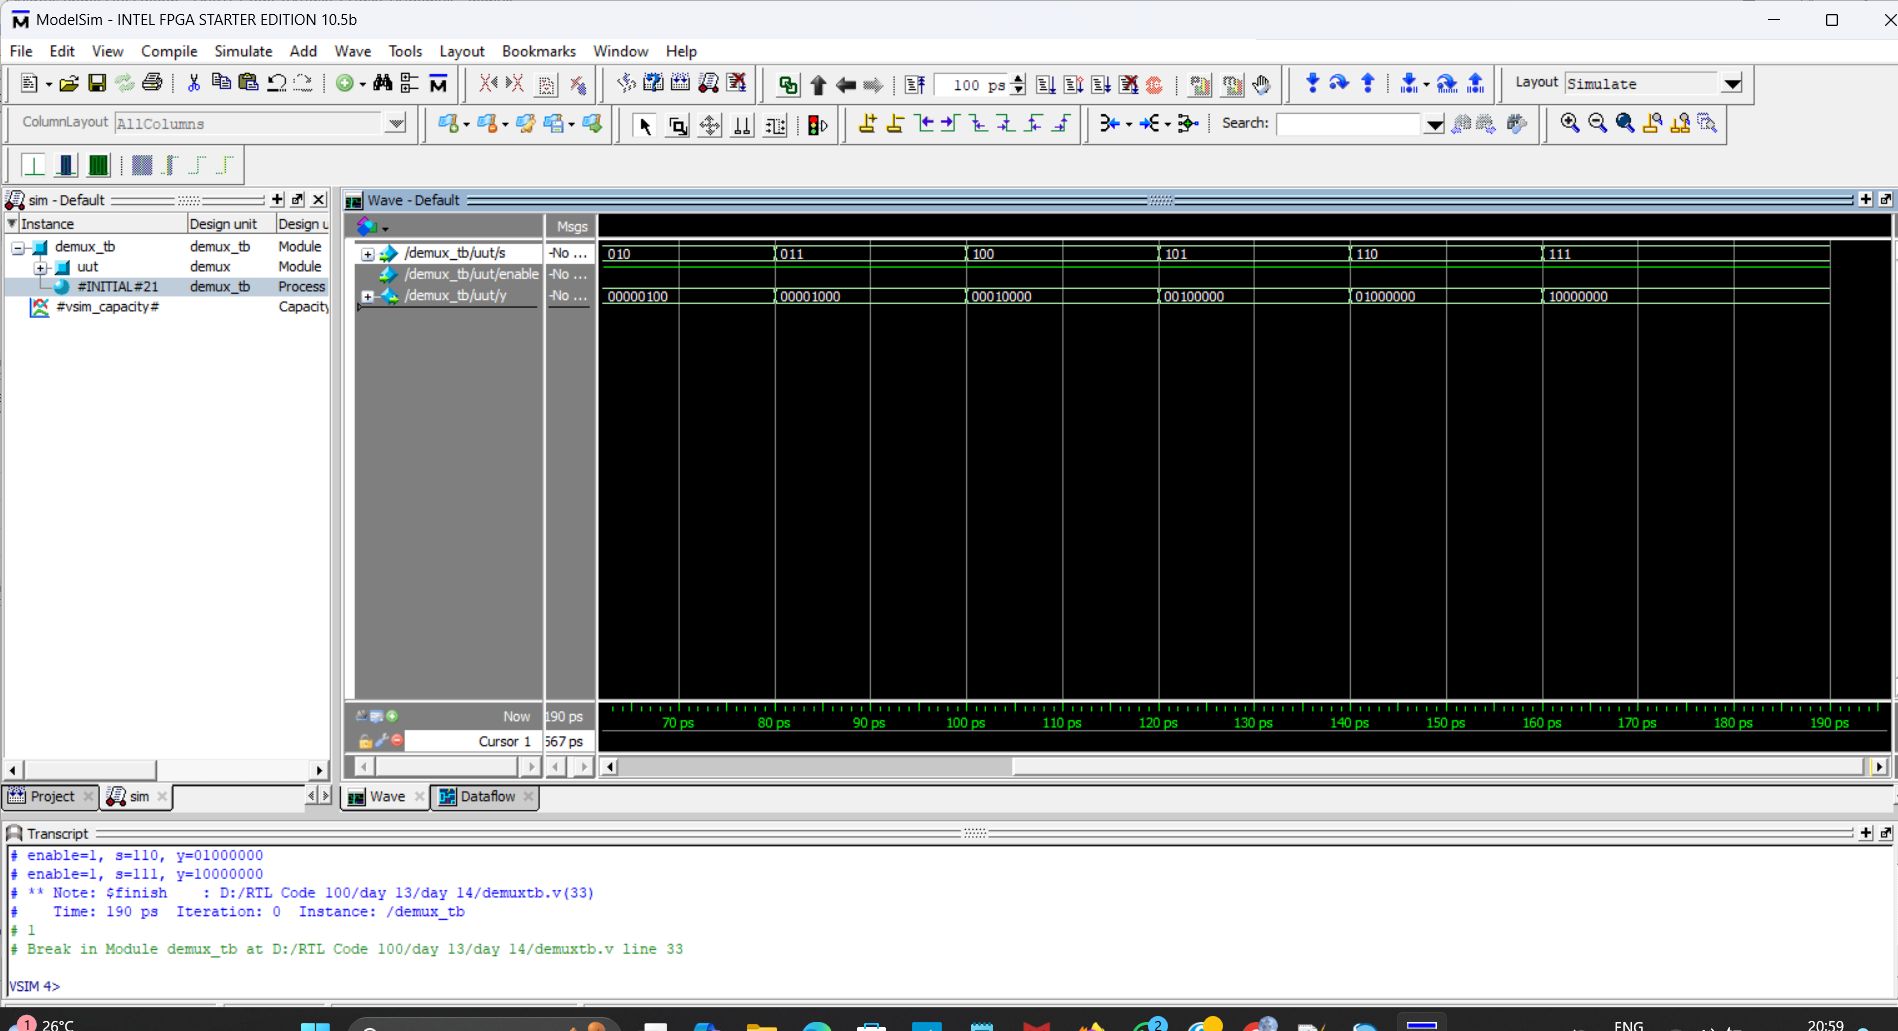 ModelSim - INTEL FPGA STARTER EDITION 10.5b
File Edit View Compile Simulate Add Wave Tools Layout Bookmarks Window Help
100 ps
Layout Simulate
ColumnLayout AllColumns
Search:
sim - Default
Instance Design unit Design u
demux_tb demux_tb Module
uut demux Module
#INITIAL#21 demux_tb Process
#vsim_capacity# Capacity
Wave - Default
Msgs
/demux_tb/uut/s -No ... 010 011 100 101 110 111
/demux_tb/uut/enable -No ...
/demux_tb/uut/y -No ... 00000100 00001000 00010000 00100000 01000000 10000000
Now 190 ps
70 ps 80 ps 90 ps 100 ps 110 ps 120 ps 130 ps 140 ps 150 ps 160 ps 170 ps 180 ps 190 ps
Cursor 1 567 ps
Project sim
Wave Dataflow
Transcript
# enable=1, s=110, y=01000000
# enable=1, s=111, y=10000000
# ** Note: $finish : D:/RTL Code 100/day 13/day 14/demuxtb.v(33)
# Time: 190 ps Iteration: 0 Instance: /demux_tb
# 1
# Break in Module demux_tb at D:/RTL Code 100/day 13/day 14/demuxtb.v line 33
VSIM 4>
1 26°C
2
ENG
20:59